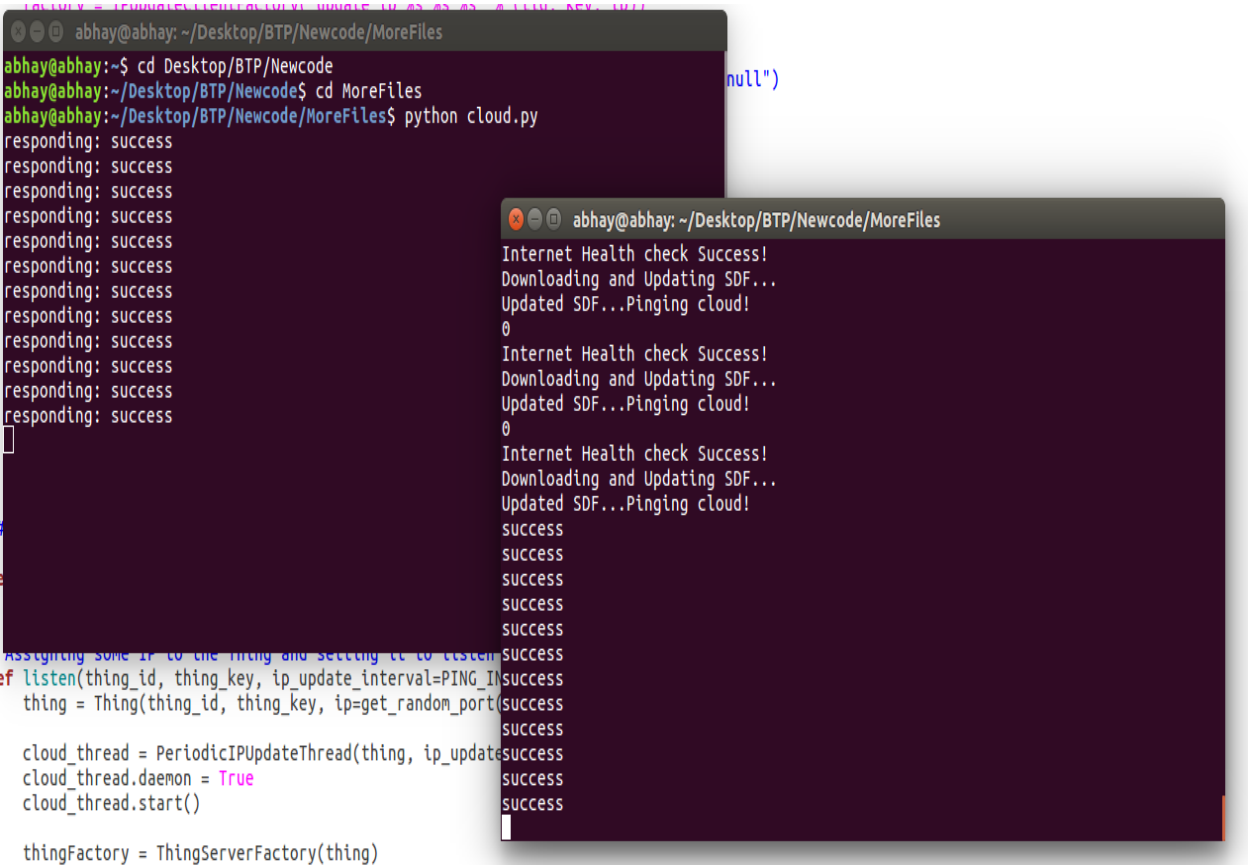 abhay@abhay: ~/Desktop/BTP/Newcode/MoreFiles
abhay@abhay:~$ cd Desktop/BTP/Newcode
abhay@abhay:~/Desktop/BTP/Newcode$ cd MoreFiles
abhay@abhay:~/Desktop/BTP/Newcode/MoreFiles$ python cloud.py
responding: success
responding: success
responding: success
responding: success
responding: success
responding: success
responding: success
responding: success
responding: success
responding: success
responding: success
responding: success
null")
abhay@abhay: ~/Desktop/BTP/Newcode/MoreFiles
Internet Health check Success!
Downloading and Updating SDF...
Updated SDF...Pinging cloud!
0
Internet Health check Success!
Downloading and Updating SDF...
Updated SDF...Pinging cloud!
0
Internet Health check Success!
Downloading and Updating SDF...
Updated SDF...Pinging cloud!
success
success
success
success
success
success
success
success
success
success
success
success
#
Assigning some IP to the Thing and setting it to listen
ef listen(thing_id, thing_key, ip_update_interval=PING_IN
thing = Thing(thing_id, thing_key, ip=get_random_port(
cloud_thread = PeriodicIPUpdateThread(thing, ip_update
cloud_thread.daemon = True
cloud_thread.start()
thingFactory = ThingServerFactory(thing)